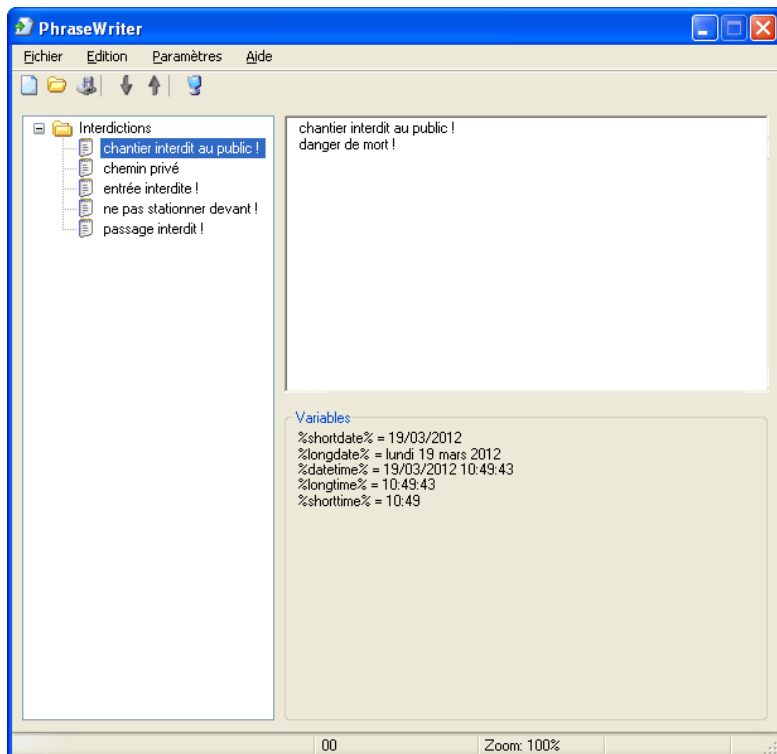 PhraseWriter
Fichier Edition Paramètres Aide
Interdictions
chantier interdit au public !
chemin privé
entrée interdite !
ne pas stationner devant !
passage interdit !
chantier interdit au public !
danger de mort !
Variables
%shortdate% = 19/03/2012
%longdate% = lundi 19 mars 2012
%datetime% = 19/03/2012 10:49:43
%longtime% = 10:49:43
%shorttime% = 10:49
00 Zoom: 100%